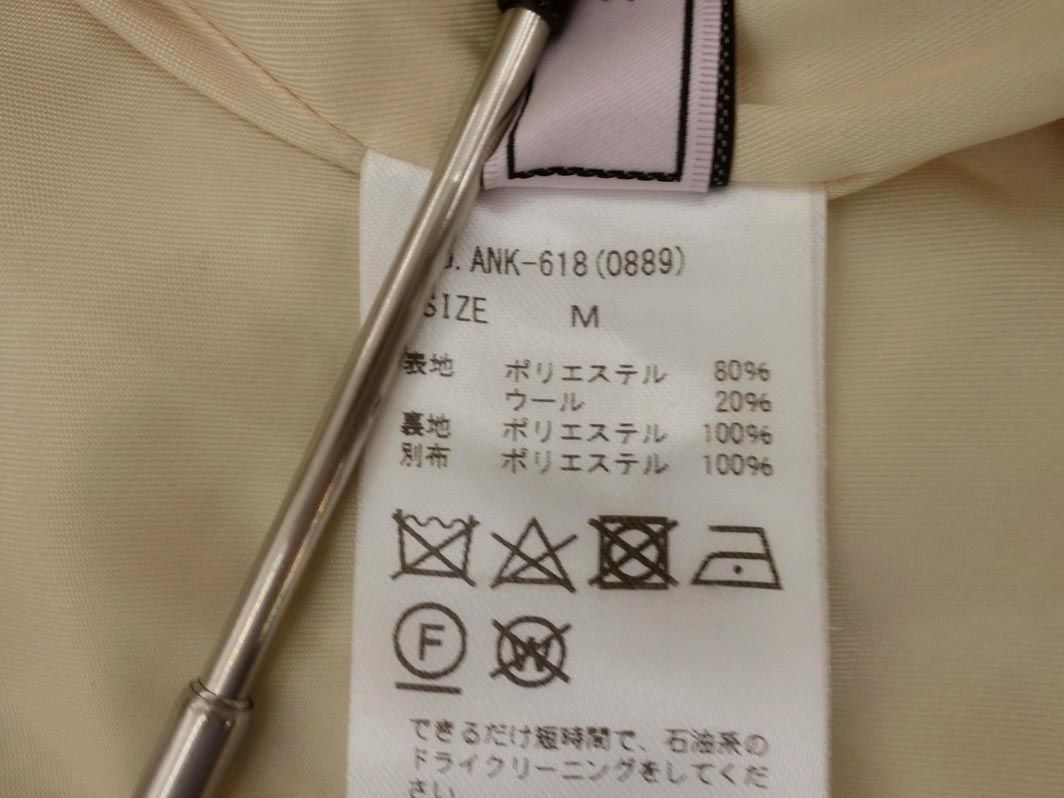 ANK-618(0889)
SIZE M
表地 ポリエステル 80%
ウール 20%
裏地 ポリエステル 100%
別布 ポリエステル 100%
F W
できるだけ短時間で、石油系の
ドライクリーニングをしてくだ
さい